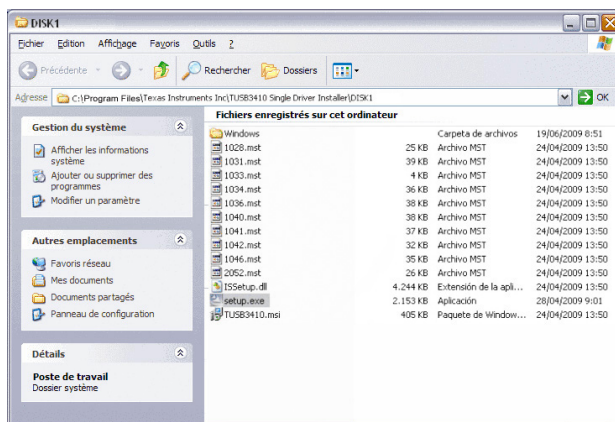 DISK1
Fichier Edition Affichage Favoris Outils ?
Précédente Rechercher Dossiers
Adresse C:\Program Files\Texas Instruments Inc\TUSB3410 Single Driver Installer\DISK1 OK
Gestion du système
Afficher les informations
système
Ajouter ou supprimer des
programmes
Modifier un paramètre
Autres emplacements
Favoris réseau
Mes documents
Documents partagés
Panneau de configuration
Détails
Poste de travail
Dossier système
Fichiers enregistrés sur cet ordinateur
Windows Carpeta de archivos 19/06/2009 8:51
1028.mst 25 KB Archivo MST 24/04/2009 13:50
1031.mst 39 KB Archivo MST 24/04/2009 13:50
1033.mst 4 KB Archivo MST 24/04/2009 13:50
1034.mst 36 KB Archivo MST 24/04/2009 13:50
1036.mst 38 KB Archivo MST 24/04/2009 13:50
1040.mst 38 KB Archivo MST 24/04/2009 13:50
1041.mst 37 KB Archivo MST 24/04/2009 13:50
1042.mst 32 KB Archivo MST 24/04/2009 13:50
1046.mst 35 KB Archivo MST 24/04/2009 13:50
2052.mst 26 KB Archivo MST 24/04/2009 13:50
ISSetup.dll 4.244 KB Extensión de la apli... 24/04/2009 13:50
setup.exe 2.153 KB Aplicación 28/04/2009 9:01
TUSB3410.msi 405 KB Paquete de Window... 24/04/2009 13:50